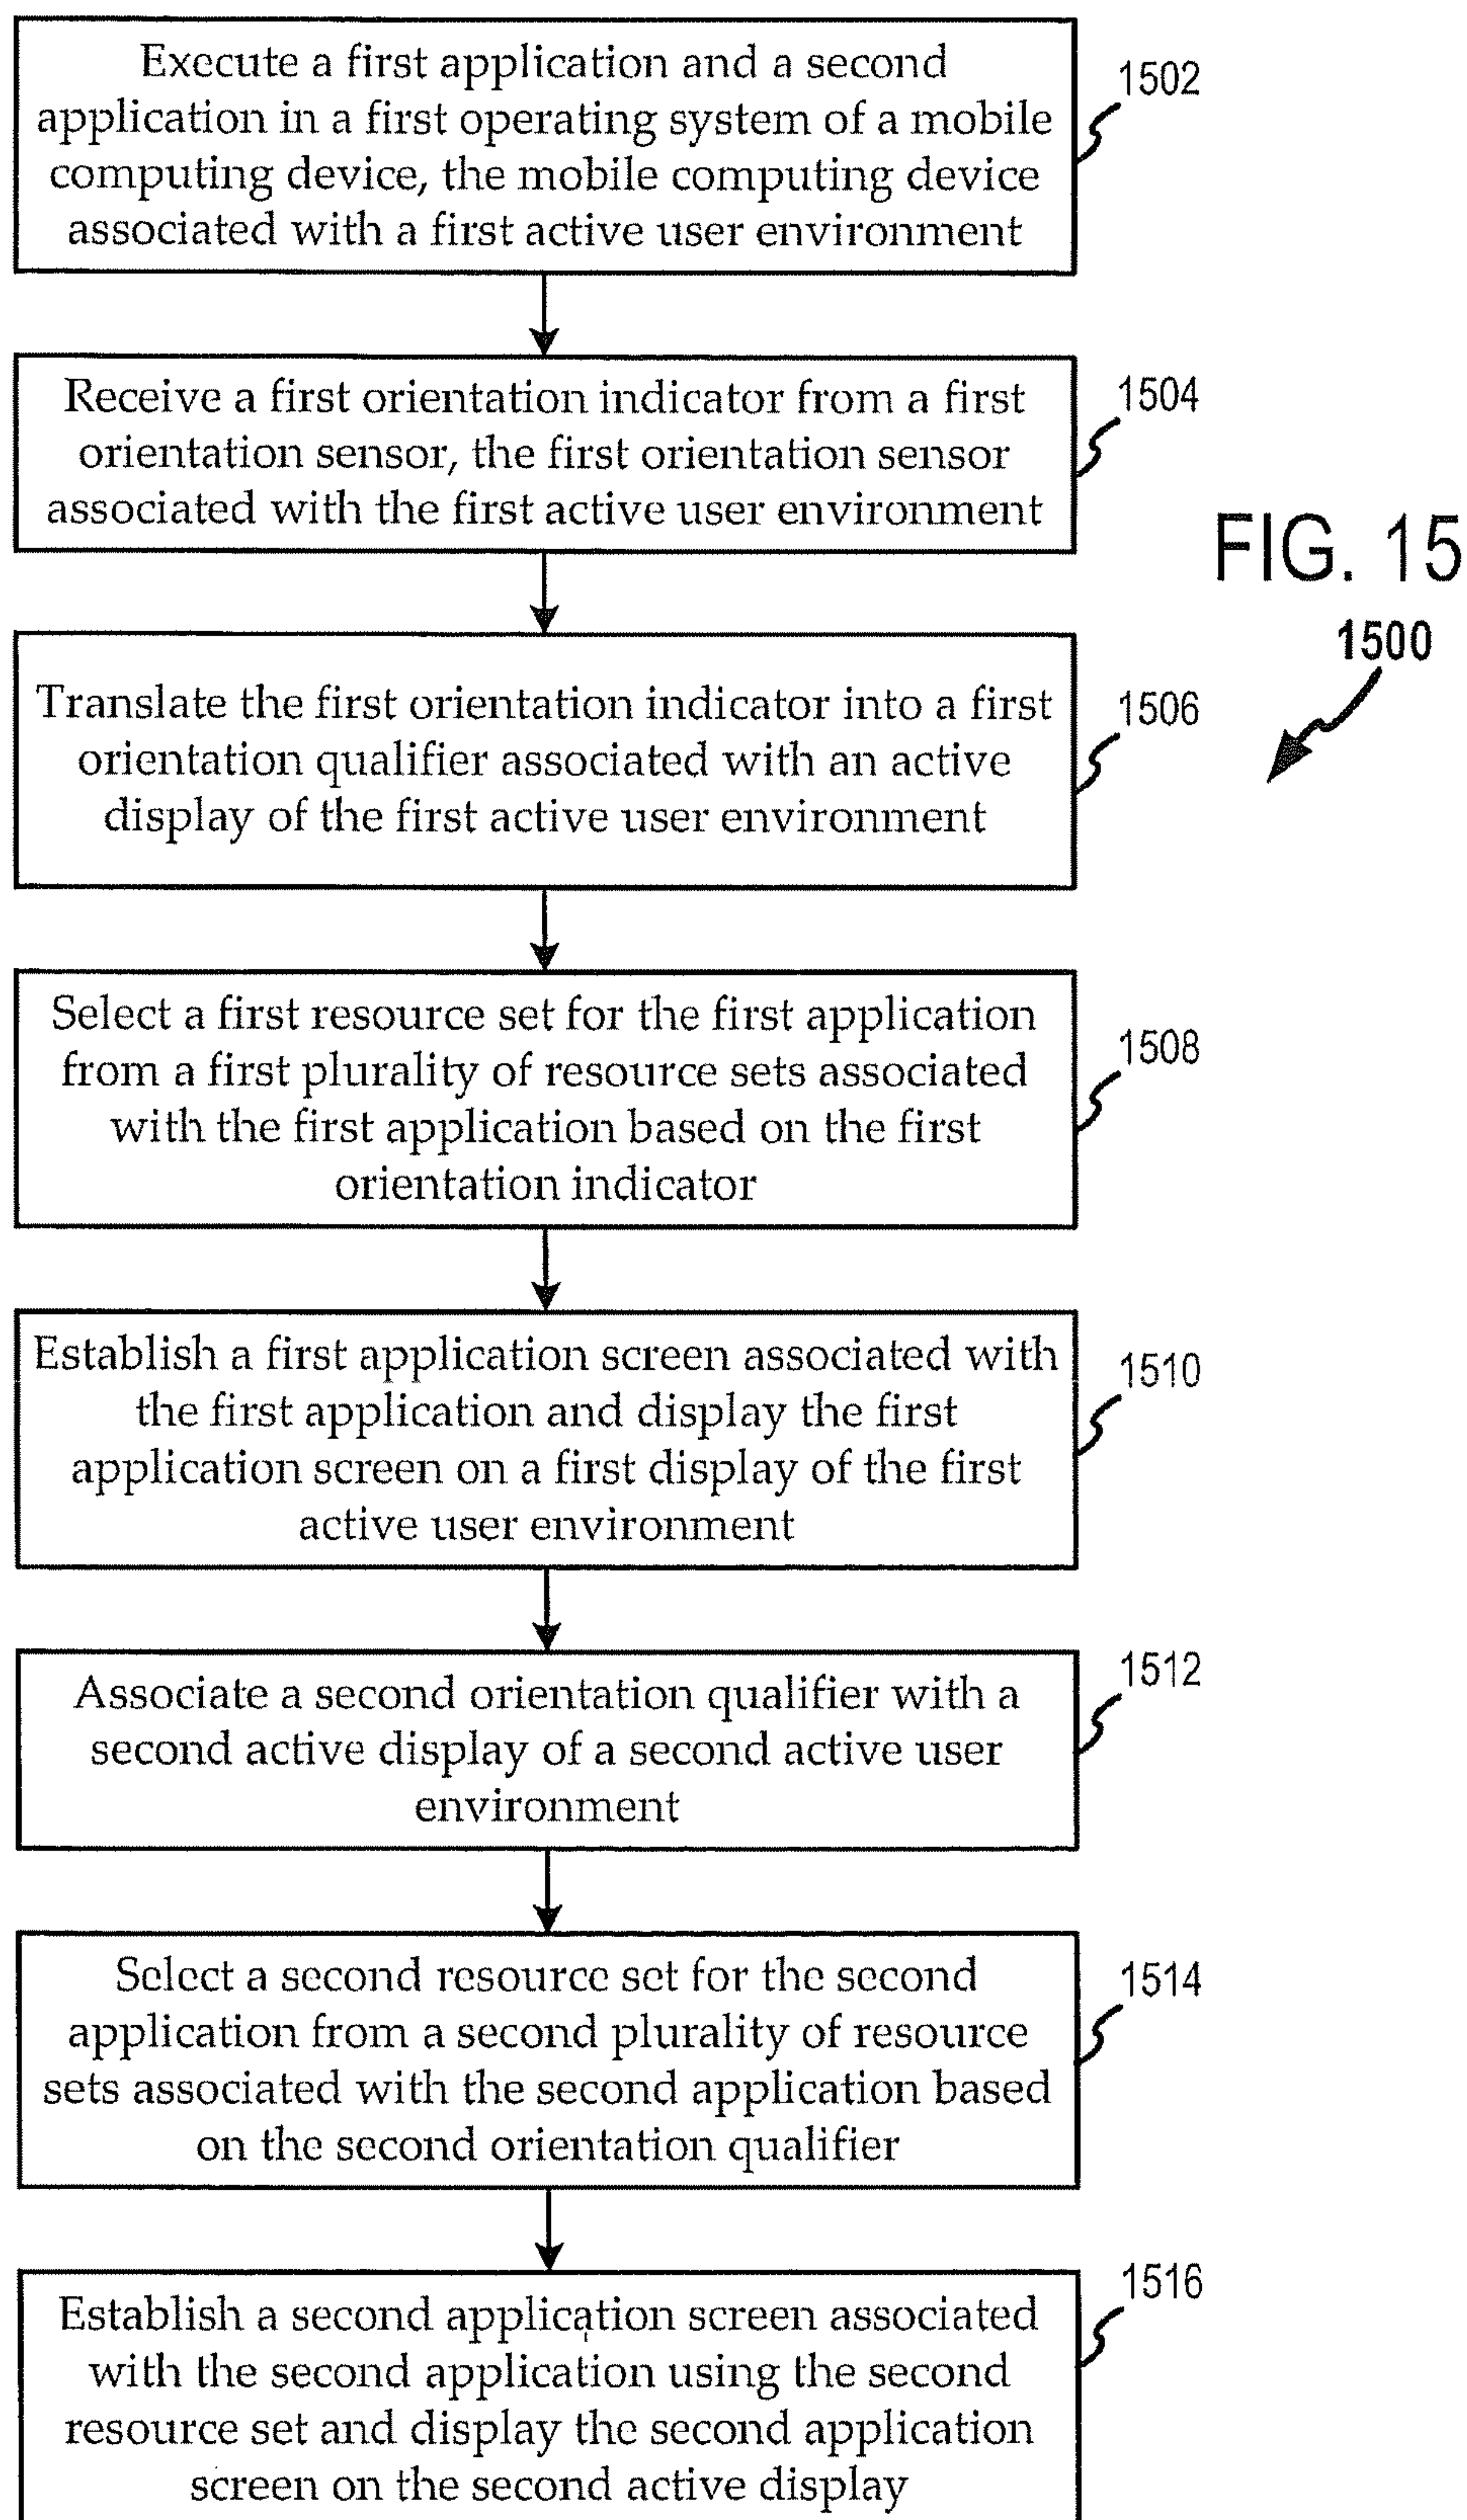 Execute a first application and a second
application in a first operating system of a mobile
computing device, the mobile computing device
associated with a first active user environment
1502
Receive a first orientation indicator from a first
orientation sensor, the first orientation sensor
associated with the first active user environment
1504
FIG. 15
1500
Translate the first orientation indicator into a first
orientation qualifier associated with an active
display of the first active user environment
1506
Select a first resource set for the first application
from a first plurality of resource sets associated
with the first application based on the first
orientation indicator
1508
Establish a first application screen associated with
the first application and display the first
application screen on a first display of the first
active user environment
1510
Associate a second orientation qualifier with a
second active display of a second active user
environment
1512
Select a second resource set for the second
application from a second plurality of resource
sets associated with the second application based
on the second orientation qualifier
1514
Establish a second application screen associated
with the second application using the second
resource set and display the second application
screen on the second active display
1516